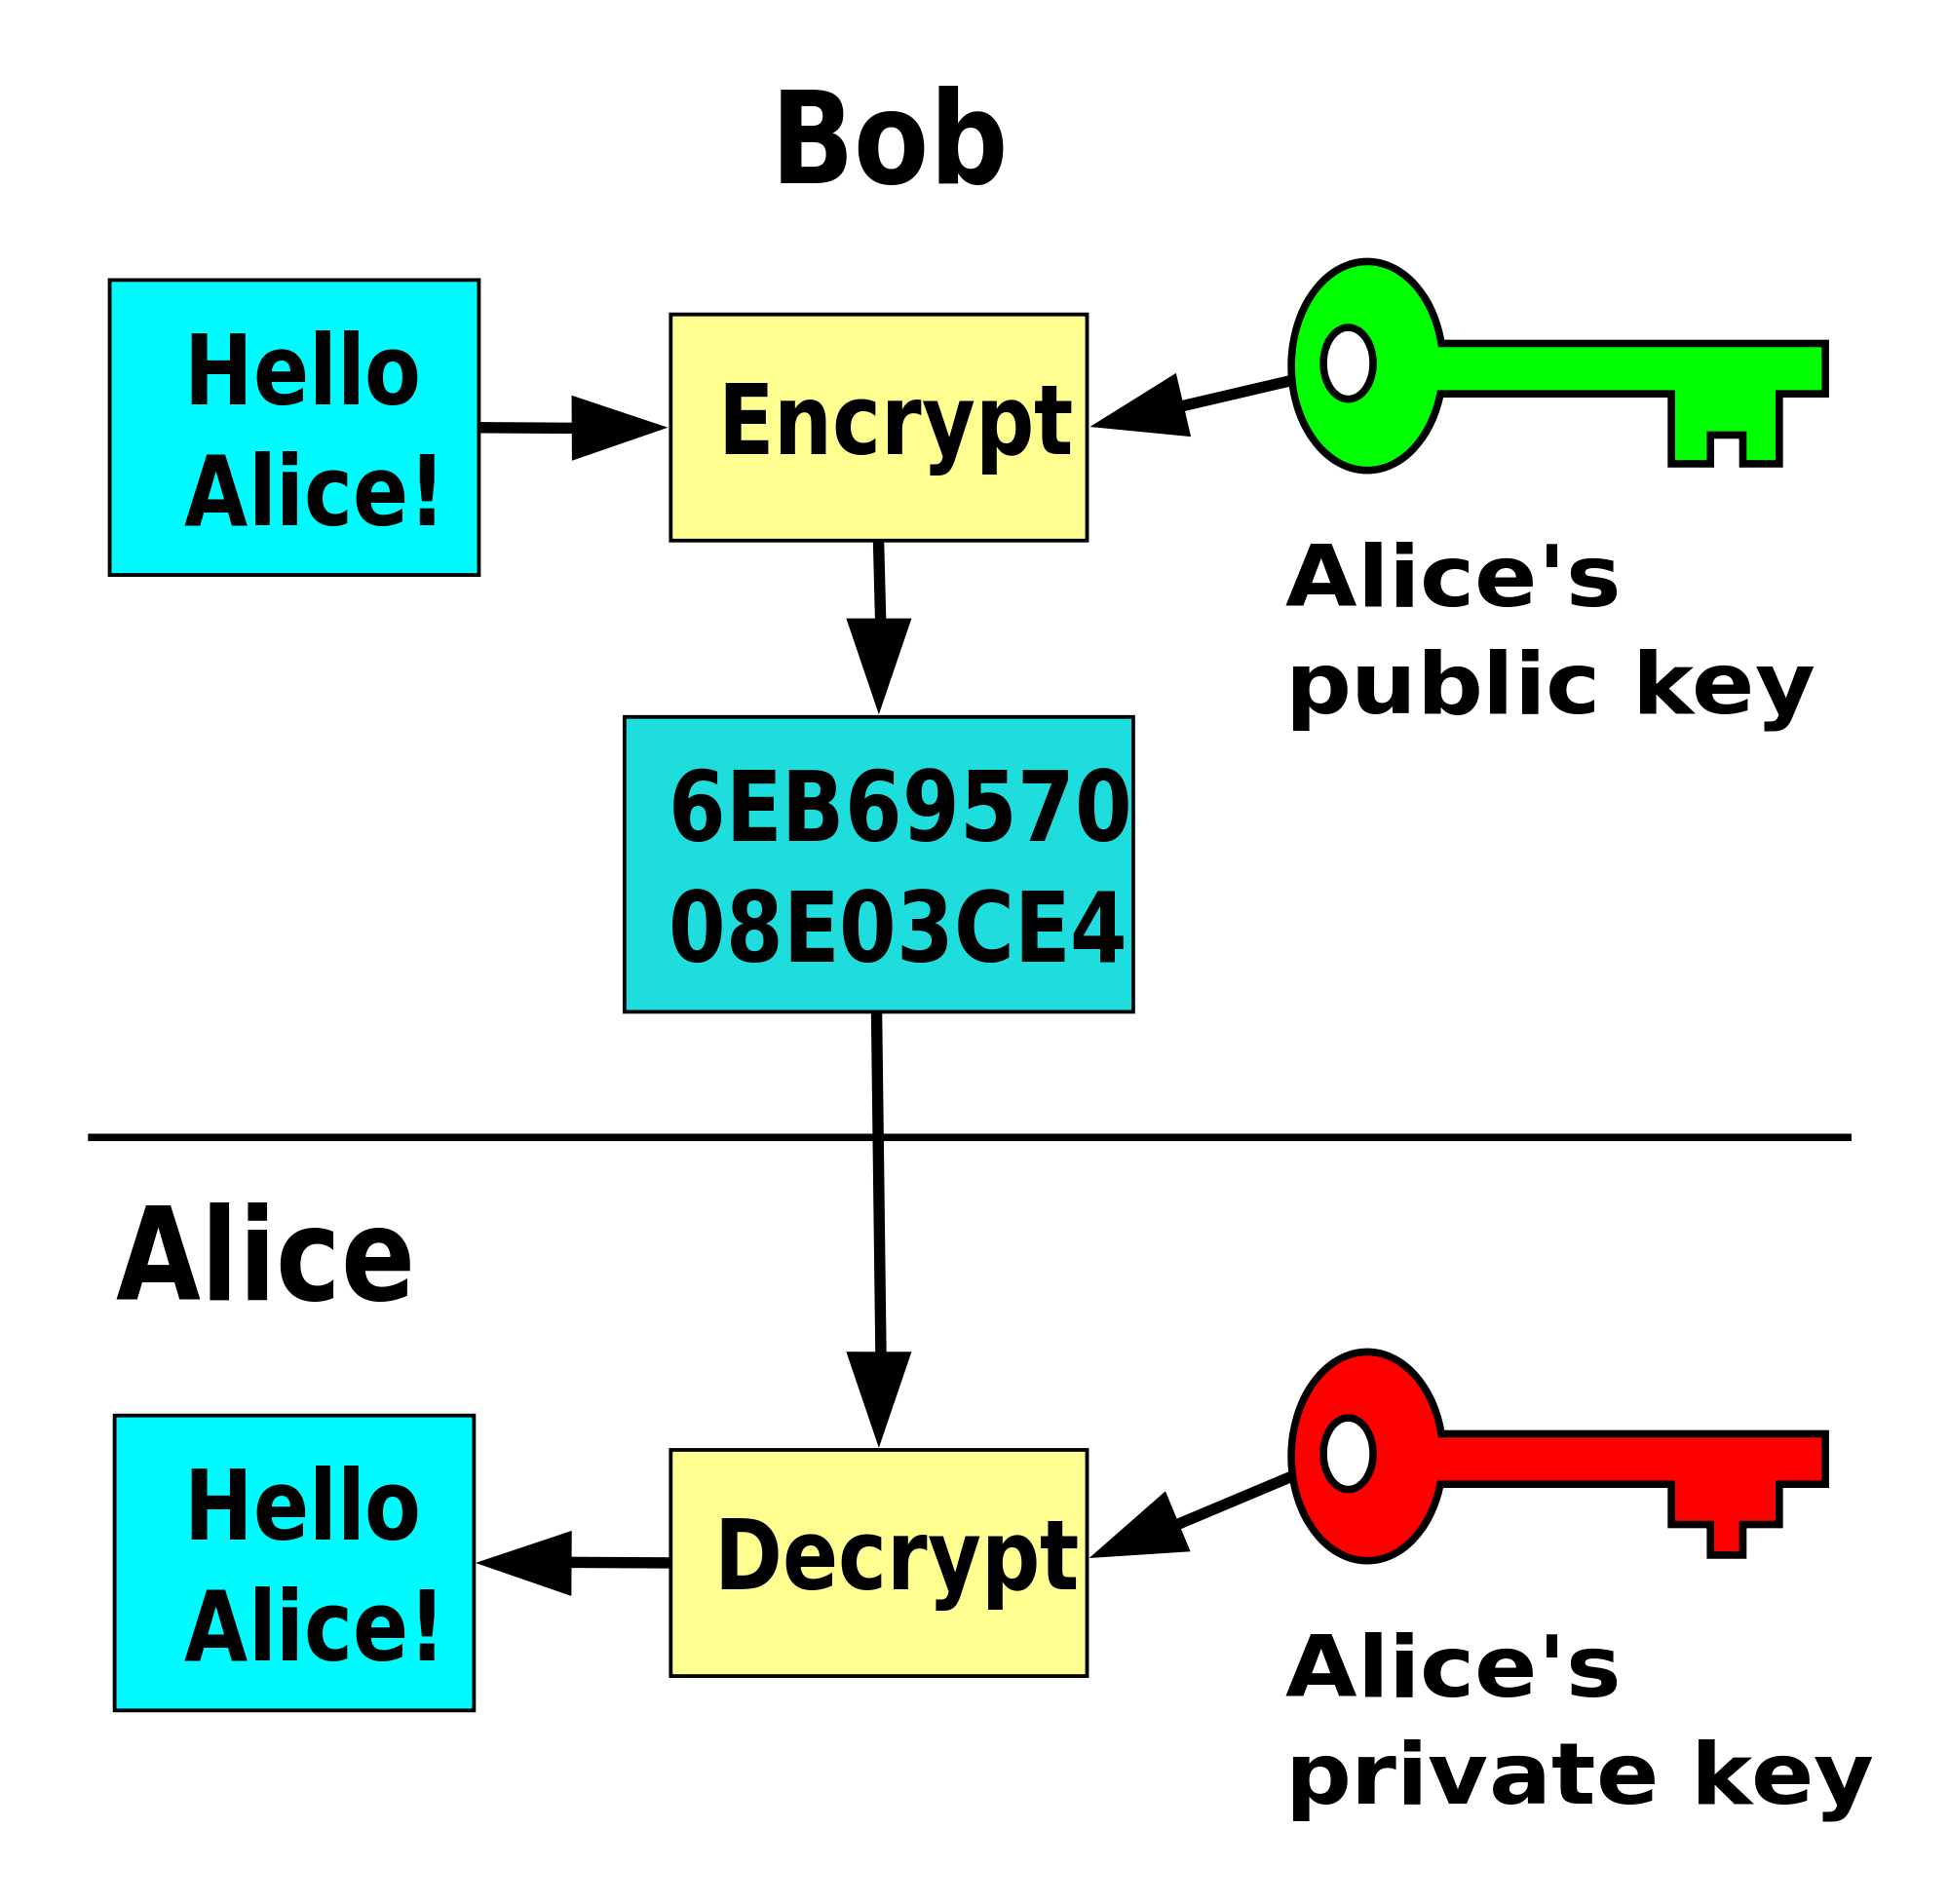 Bob
Hello
Alice!
Encrypt
Alice's
public key
6EB69570
08E03CE4
Alice
Hello
Alice!
Decrypt
Alice's
private key